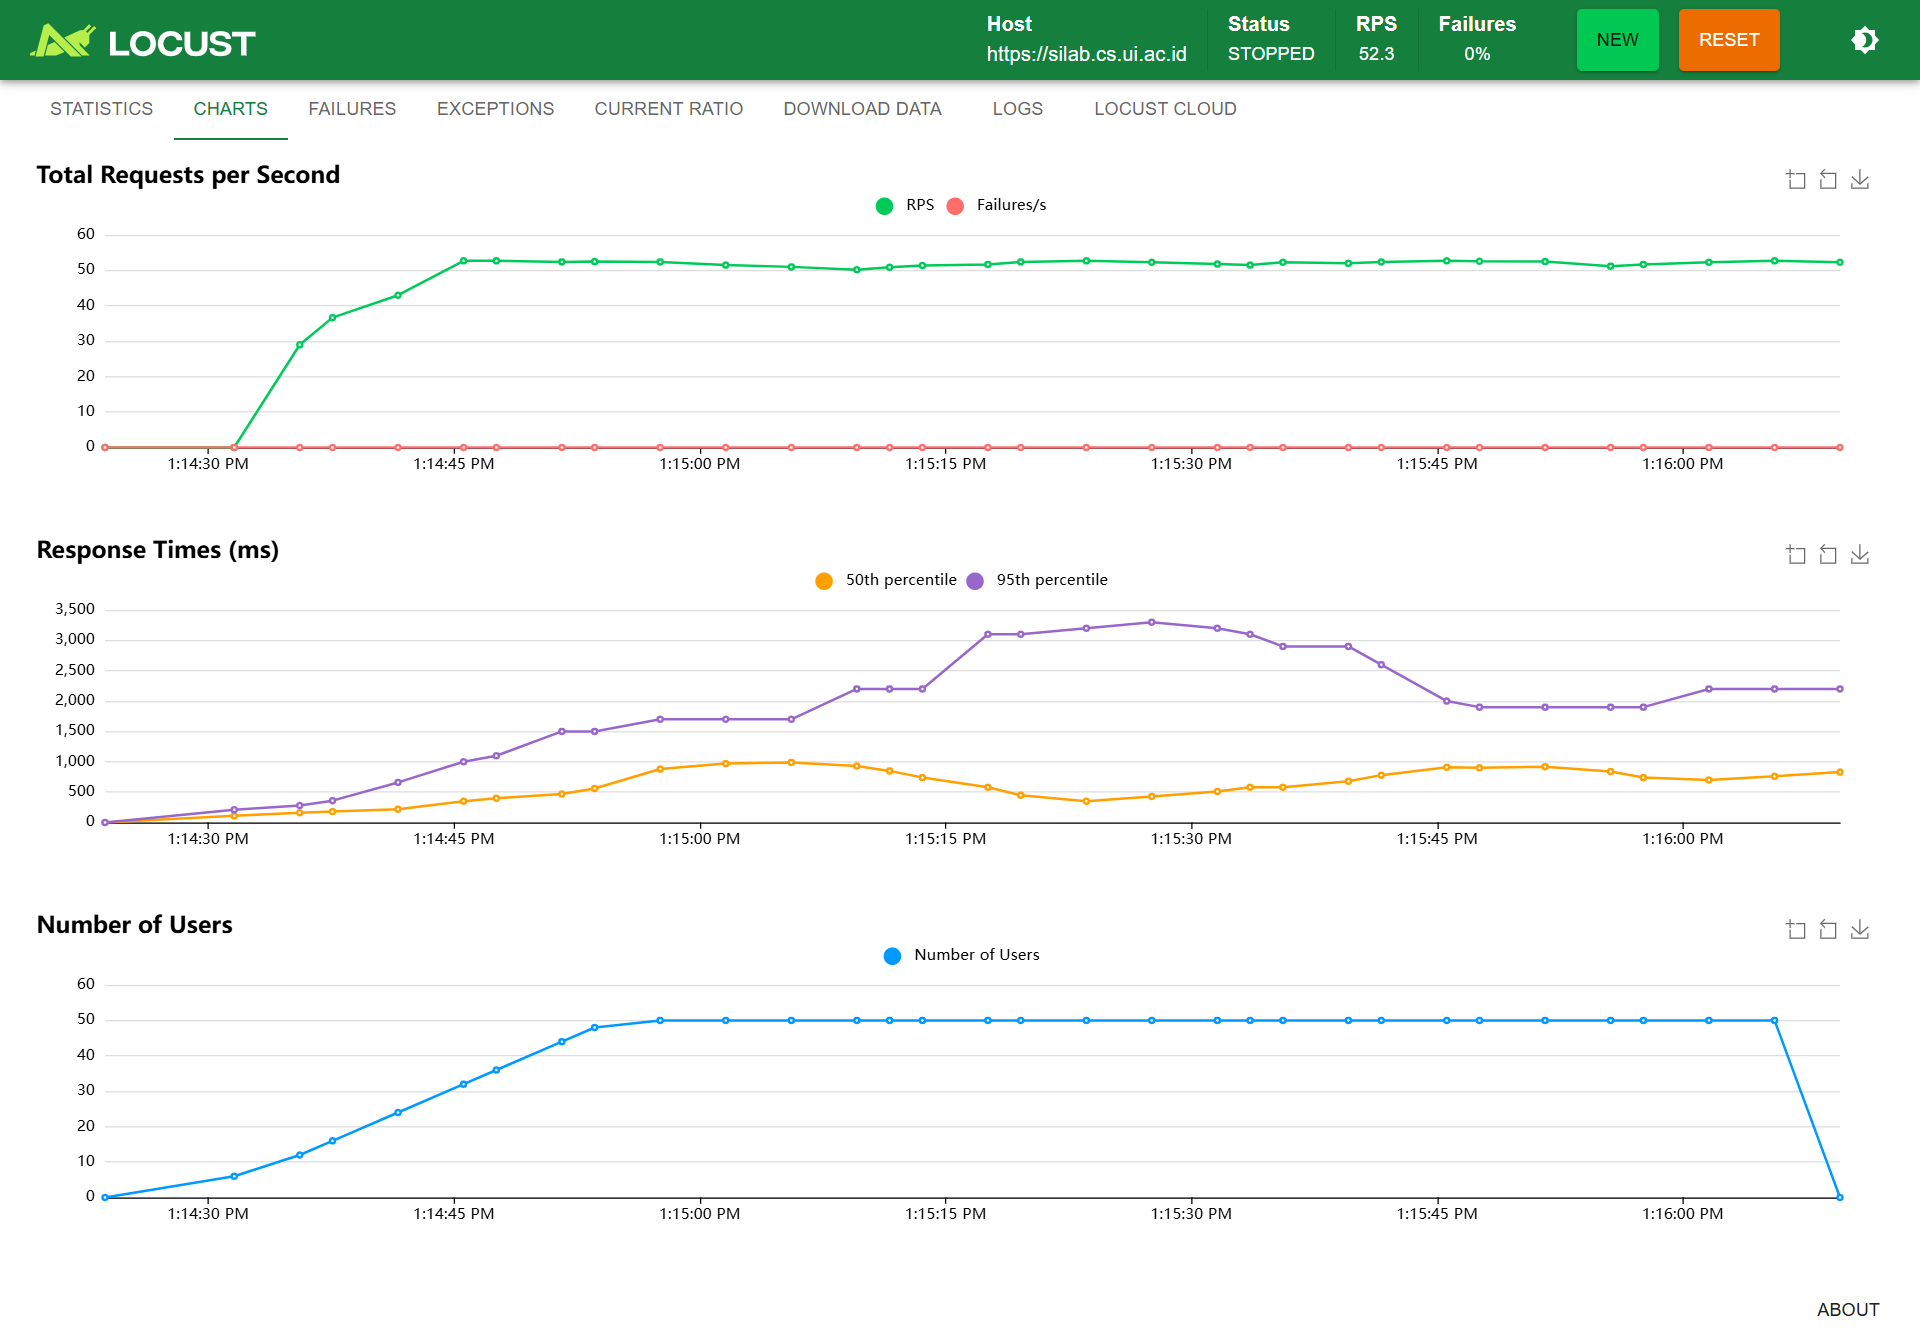 LOCUST
Host
https://silab.cs.ui.ac.id
Status
STOPPED
RPS
52.3
Failures
0%
NEW
RESET
STATISTICS CHARTS FAILURES EXCEPTIONS CURRENT RATIO DOWNLOAD DATA LOGS LOCUST CLOUD
Total Requests per Second
RPS Failures/s
60
50
40
30
20
10
0
1:14:30 PM 1:14:45 PM 1:15:00 PM 1:15:15 PM 1:15:30 PM 1:15:45 PM 1:16:00 PM
Response Times (ms)
50th percentile 95th percentile
3,500
3,000
2,500
2,000
1,500
1,000
500
0
1:14:30 PM 1:14:45 PM 1:15:00 PM 1:15:15 PM 1:15:30 PM 1:15:45 PM 1:16:00 PM
Number of Users
Number of Users
60
50
40
30
20
10
0
1:14:30 PM 1:14:45 PM 1:15:00 PM 1:15:15 PM 1:15:30 PM 1:15:45 PM 1:16:00 PM
ABOUT